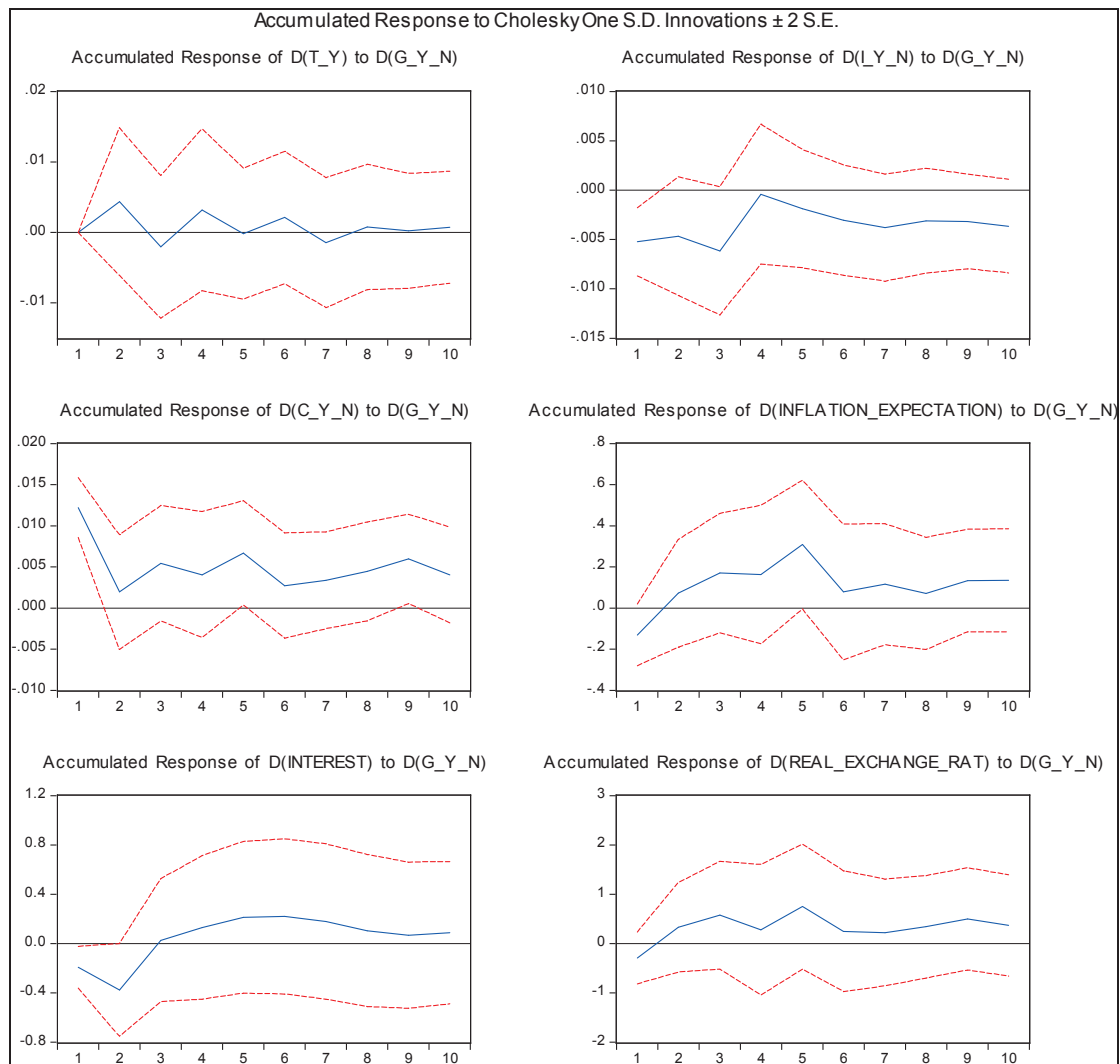 Accumulated Response to Cholesky One S.D. Innovations ± 2 S.E.
Accumulated Response of D(T_Y) to D(G_Y_N)
.02
.01
.00
-.01
1 2 3 4 5 6 7 8 9 10
Accumulated Response of D(I_Y_N) to D(G_Y_N)
.010
.005
.000
-.005
-.010
-.015
1 2 3 4 5 6 7 8 9 10
Accumulated Response of D(C_Y_N) to D(G_Y_N)
.020
.015
.010
.005
.000
-.005
-.010
1 2 3 4 5 6 7 8 9 10
Accumulated Response of D(INFLATION_EXPECTATION) to D(G_Y_N)
.8
.6
.4
.2
.0
-.2
-.4
1 2 3 4 5 6 7 8 9 10
Accumulated Response of D(INTEREST) to D(G_Y_N)
1.2
0.8
0.4
0.0
-0.4
-0.8
1 2 3 4 5 6 7 8 9 10
Accumulated Response of D(REAL_EXCHANGE_RAT) to D(G_Y_N)
3
2
1
0
-1
-2
1 2 3 4 5 6 7 8 9 10